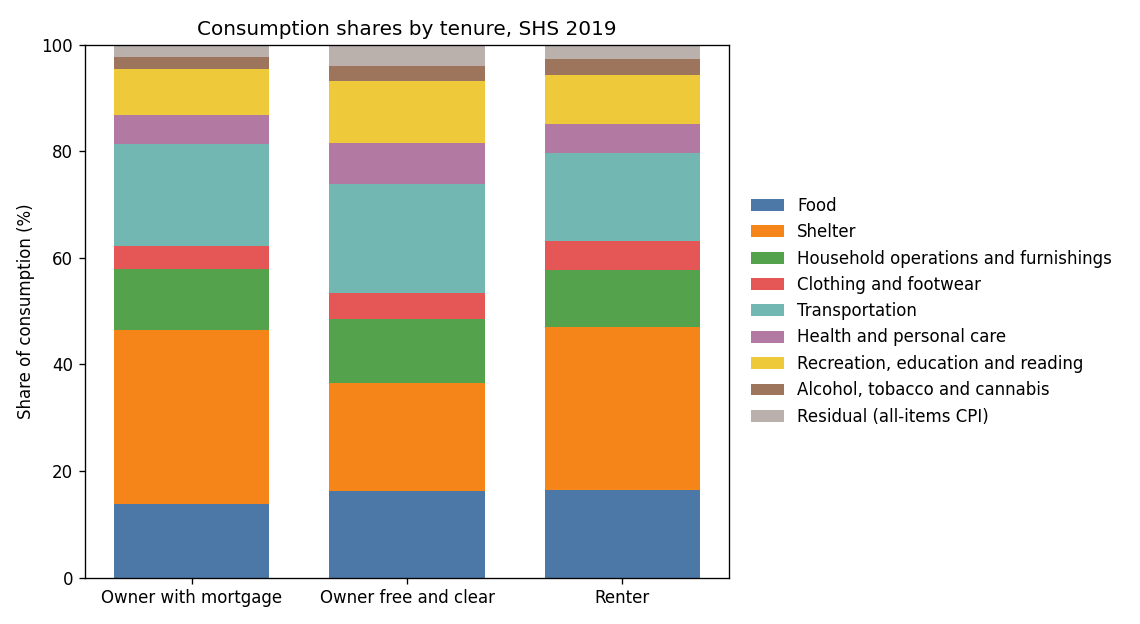 Consumption shares by tenure, SHS 2019
Share of consumption (%)
100
80
60
40
20
0
Owner with mortgage
Owner free and clear
Renter
Food
Shelter
Household operations and furnishings
Clothing and footwear
Transportation
Health and personal care
Recreation, education and reading
Alcohol, tobacco and cannabis
Residual (all-items CPI)